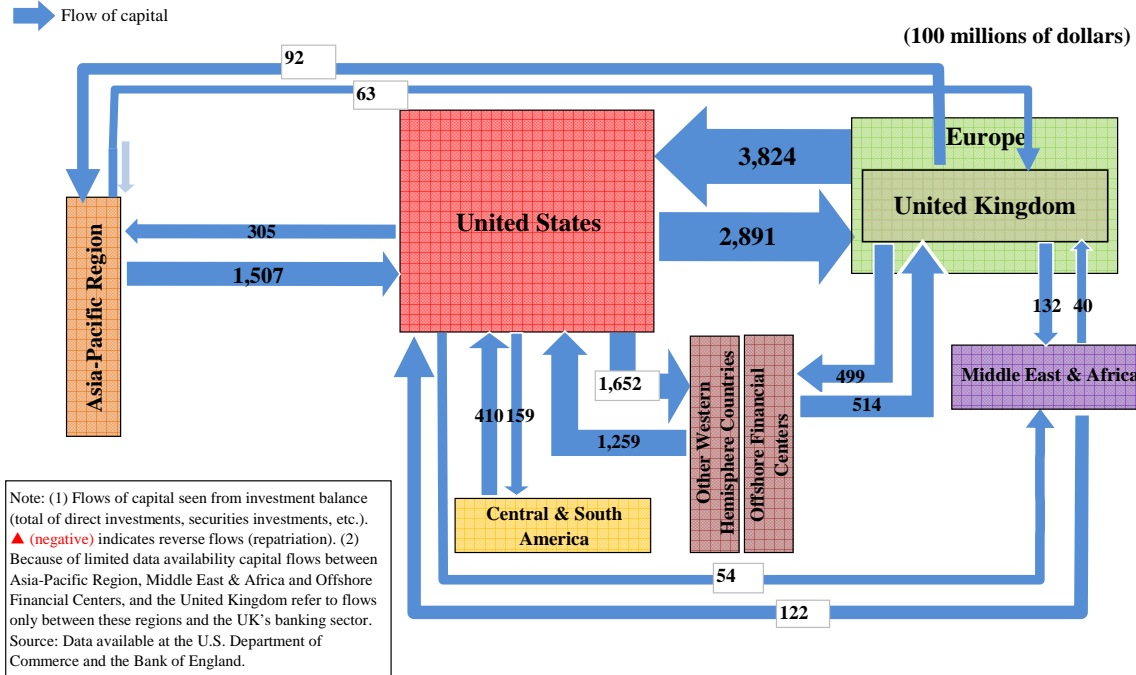 Flow of capital
(100 millions of dollars)
92
63
Europe
3,824
United Kingdom
United States
2,891
305
1,507
Asia-Pacific Region
132
40
499
Middle East & Africa
1,652
514
410
159
1,259
Other Western
Hemisphere Countries
Offshore Financial
Centers
Central & South
America
54
122
Note: (1) Flows of capital seen from investment balance
(total of direct investments, securities investments, etc.).
▲ (negative) indicates reverse flows (repatriation). (2)
Because of limited data availability capital flows between
Asia-Pacific Region, Middle East & Africa and Offshore
Financial Centers, and the United Kingdom refer to flows
only between these regions and the UK's banking sector.
Source: Data available at the U.S. Department of
Commerce and the Bank of England.